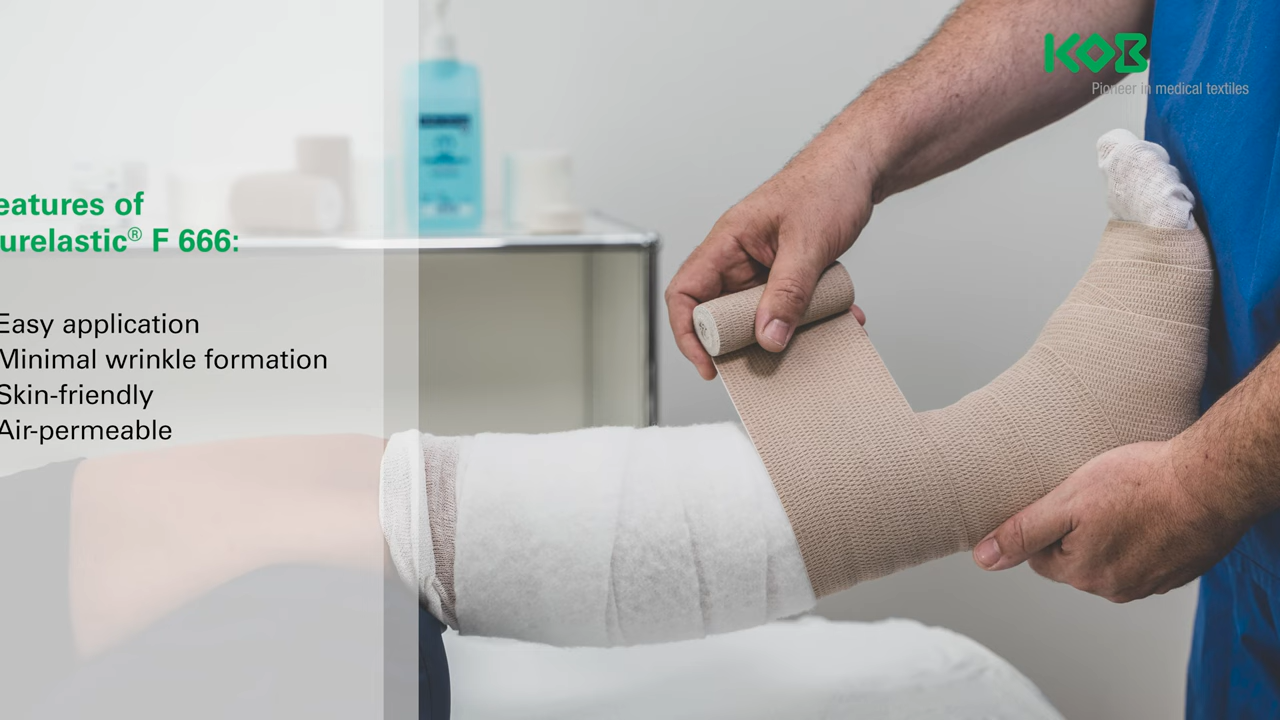 KOB
Pioneer in medical textiles
eatures of
urelastic® F 666:
Easy application
Minimal wrinkle formation
Skin-friendly
Air-permeable